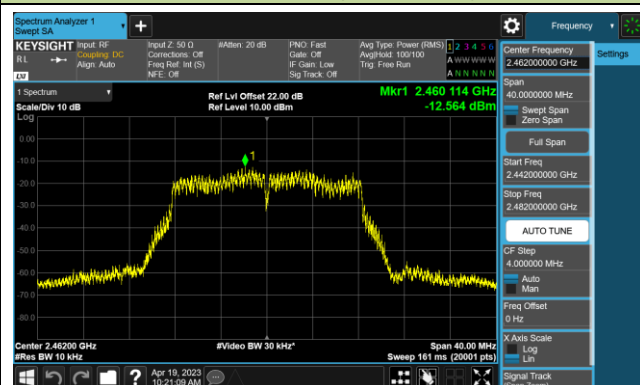 Spectrum Analyzer 1
Swept SA
Frequency
KEYSIGHT
R L
Input: RF
Coupling: DC
Align: Auto
Input Z: 50 Ω
Corrections: Off
Freq Ref: Int (S)
NFE: Off
#Atten: 20 dB
PNO: Fast
Gate: Off
IF Gain: Low
Sig Track: Off
Avg Type: Power (RMS)
Avg|Hold: 100/100
Trig: Free Run
1 2 3 4 5 6
A W W W W W
A N N N N N
LXI
1 Spectrum
Scale/Div 10 dB
Ref Lvl Offset 22.00 dB
Ref Level 10.00 dBm
Mkr1 2.460 114 GHz
-12.564 dBm
Log
0.00
-10.0
-20.0
-30.0
-40.0
-50.0
-60.0
-70.0
-80.0
1
Center 2.46200 GHz
#Res BW 10 kHz
#Video BW 30 kHz*
Span 40.00 MHz
Sweep 161 ms (20001 pts)
Apr 19, 2023
10:21:09 AM
Center Frequency
2.462000000 GHz
Settings
Span
40.0000000 MHz
Swept Span
Zero Span
Full Span
Start Freq
2.442000000 GHz
Stop Freq
2.482000000 GHz
AUTO TUNE
CF Step
4.000000 MHz
Auto
Man
Freq Offset
0 Hz
X Axis Scale
Log
Lin
Signal Track
(Span Zoom)